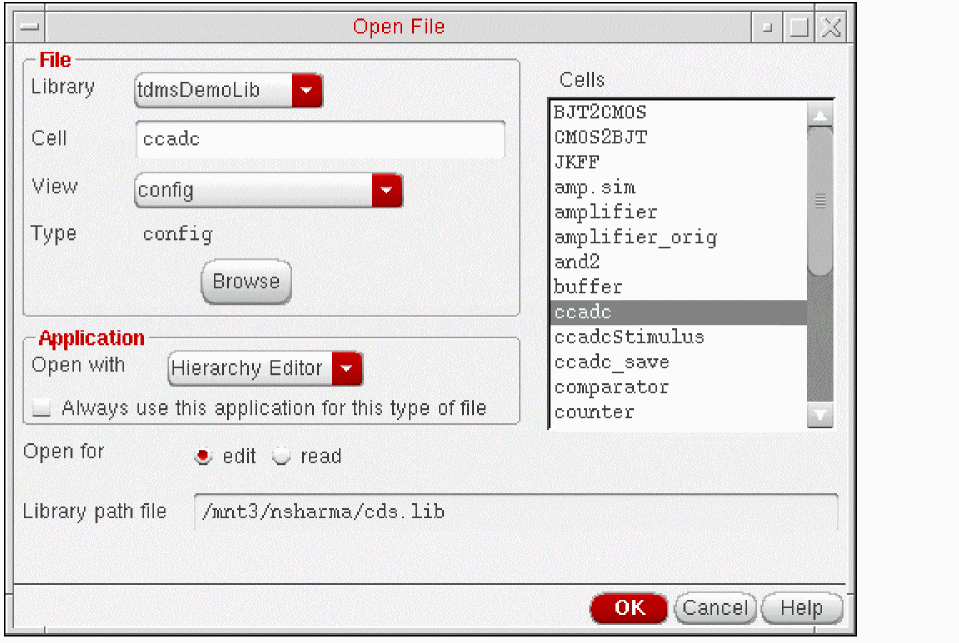 Open File
File
Library tdmsDemoLib
Cell ccadc
View config
Type config
Browse
Application
Open with Hierarchy Editor
Always use this application for this type of file
Cells
BJT2CMOS
CMOS2BJT
JKFF
amp.sim
amplifier
amplifier_orig
and2
buffer
ccadc
ccadcStimulus
ccadc_save
comparator
counter
Open for edit read
Library path file /mnt3/nsharma/cds.lib
OK Cancel Help